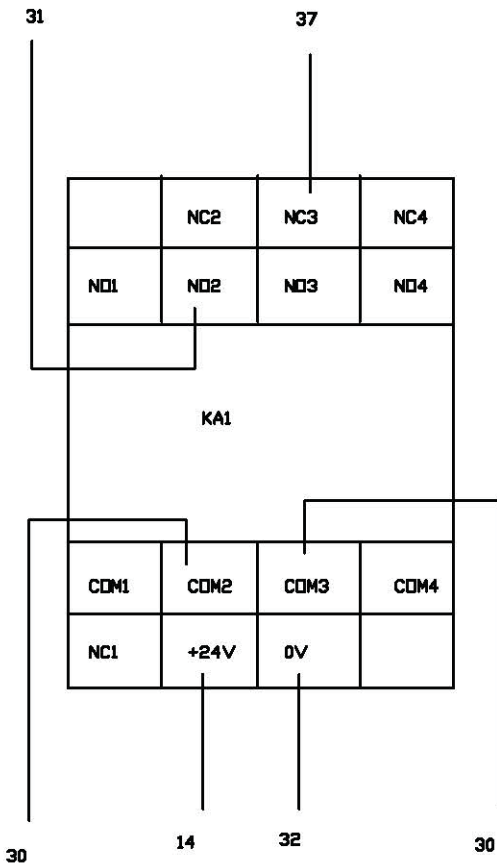 31 37
NC2 NC3 NC4
NO1 NO2 NO3 NO4
KA1
COM1 COM2 COM3 COM4
NC1 +24V 0V
30 14 32 30